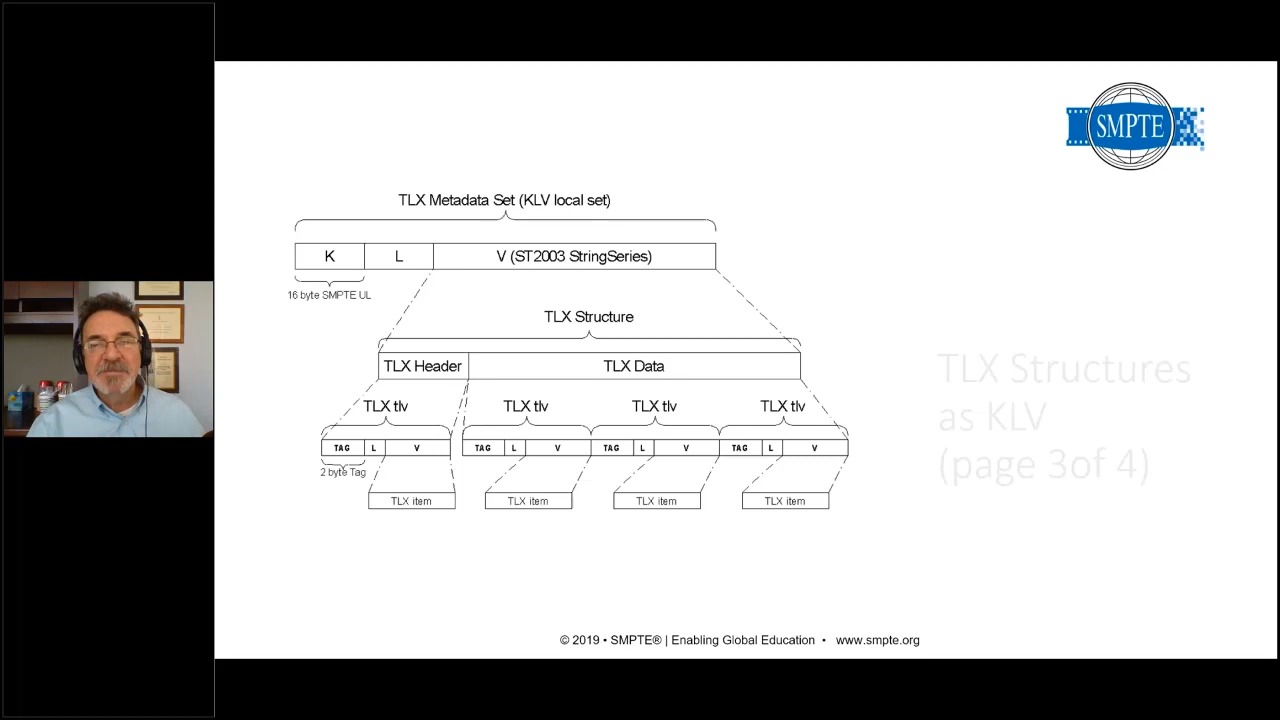 SMPTE
TLX Metadata Set (KLV local set)
K L V (ST2003 StringSeries)
16 byte SMPTE UL
TLX Structure
TLX Header TLX Data
TLX tlv TLX tlv TLX tlv TLX tlv
TAG L V TAG L V TAG L V TAG L V
2 byte Tag
TLX item TLX item TLX item TLX item
TLX Structures
as KLV
(page 3of 4)
© 2019 • SMPTE® | Enabling Global Education • www.smpte.org